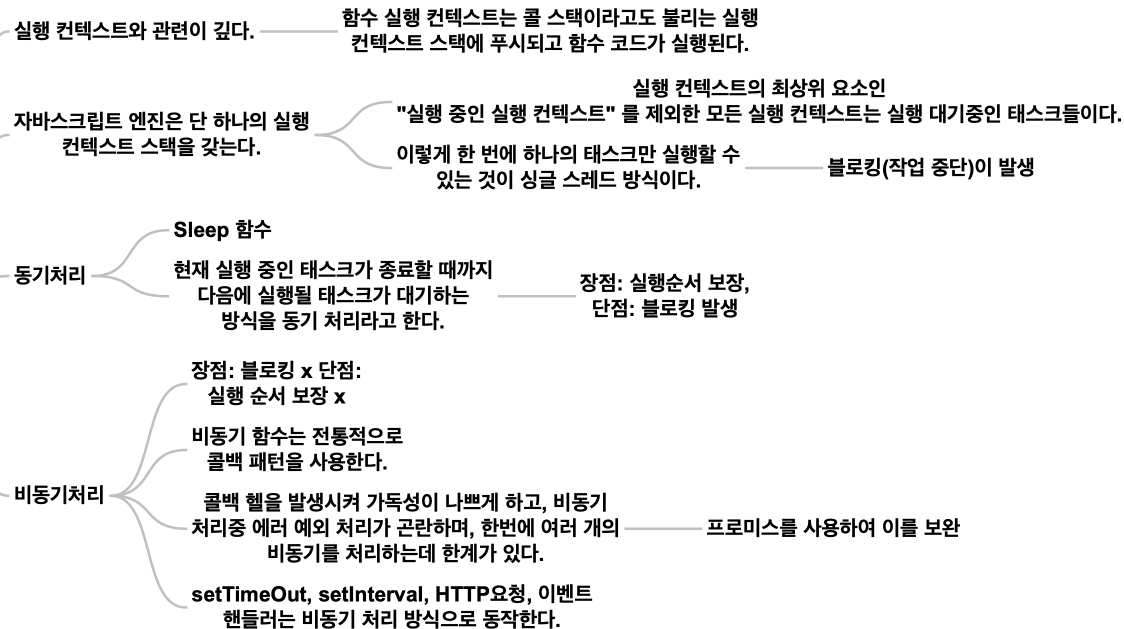 실행 컨텍스트와 관련이 깊다.
함수 실행 컨텍스트는 콜 스택이라고도 불리는 실행
컨텍스트 스택에 푸시되고 함수 코드가 실행된다.
자바스크립트 엔진은 단 하나의 실행
컨텍스트 스택을 갖는다.
실행 컨텍스트의 최상위 요소인
"실행 중인 실행 컨텍스트" 를 제외한 모든 실행 컨텍스트는 실행 대기중인 태스크들이다.
이렇게 한 번에 하나의 태스크만 실행할 수
있는 것이 싱글 스레드 방식이다.
블로킹(작업 중단)이 발생
동기처리
Sleep 함수
현재 실행 중인 태스크가 종료할 때까지
다음에 실행될 태스크가 대기하는
방식을 동기 처리라고 한다.
장점: 실행순서 보장,
단점: 블로킹 발생
비동기처리
장점: 블로킹 x 단점:
실행 순서 보장 x
비동기 함수는 전통적으로
콜백 패턴을 사용한다.
콜백 헬을 발생시켜 가독성이 나쁘게 하고, 비동기
처리중 에러 예외 처리가 곤란하며, 한번에 여러 개의
비동기를 처리하는데 한계가 있다.
프로미스를 사용하여 이를 보완
setTimeOut, setInterval, HTTP요청, 이벤트
핸들러는 비동기 처리 방식으로 동작한다.